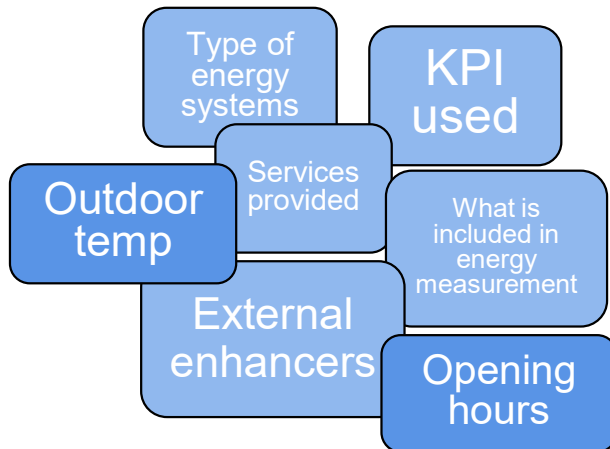 Type of
energy
systems
KPI
used
Services
provided
Outdoor
temp
What is
included in
energy
measurement
External
enhancers
Opening
hours